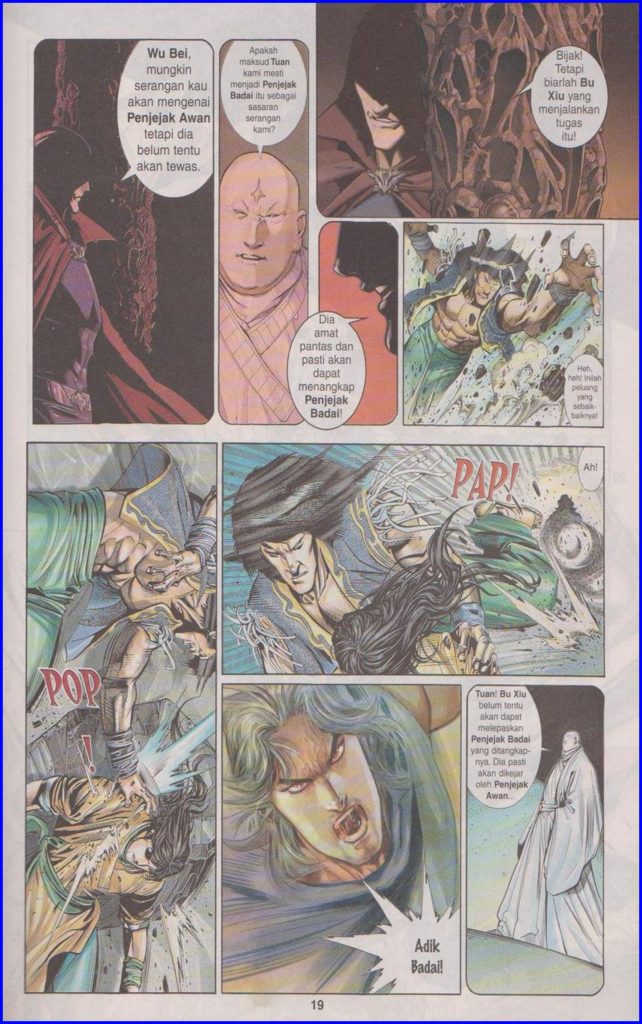 Wu Bei,
mungkin
serangan kau
akan mengenai
Penjejak Awan
tetapi dia
belum tentu
akan tewas.
Apakah
maksud Tuan
kami mesti
menjadi Penjejak
Badai itu sebagai
sasaran
serangan
kami?
Bijak!
Tetapi
biarlah Bu
Xiu yang
menjalankan
tugas
itu!
Dia
amat
pantas dan
pasti akan
dapat
menangkap
Penjejak
Badai!
Heh,
heh! Inilah
peluang
yang
sebaik-
baiknya!
POP
!
PAP!
Ah!
Adik
Badai!
Tuan! Bu Xiu
belum tentu
akan dapat
melepaskan
Penjejak Badai
yang ditangkap-
nya. Dia pasti
akan dikejar
oleh Penjejak
Awan...
19